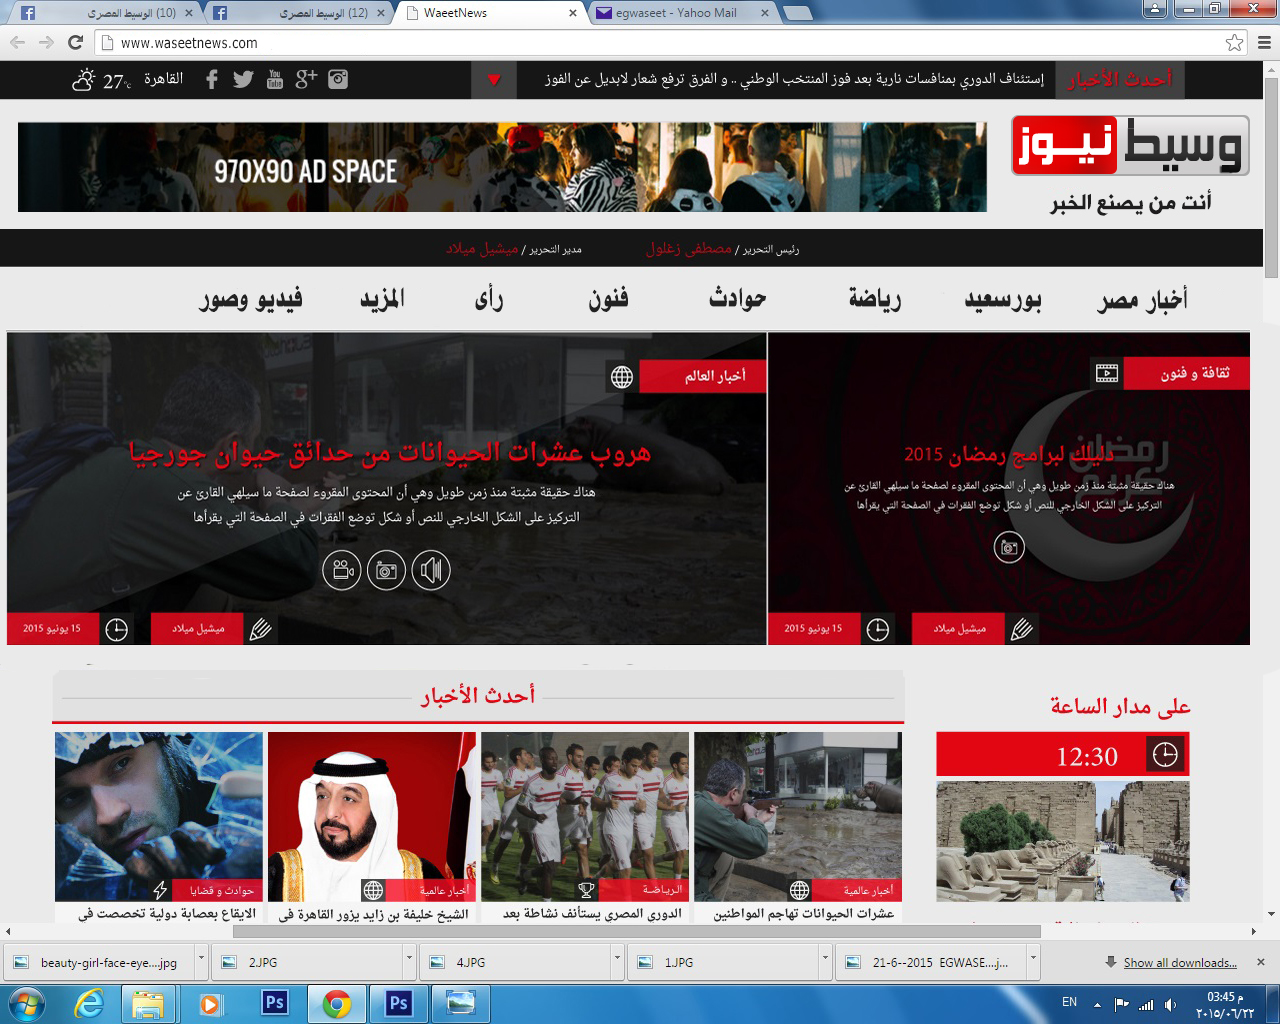 الوسيط المصرى (10)
الوسيط المصرى (12)
WaeetNews
egwaseet - Yahoo Mail
www.waseetnews.com
أحدث الأخبار
إستئناف الدوري بمنافسات نارية بعد فوز المنتخب الوطني .. و الفرق ترفع شعار لابديل عن الفوز
القاهرة
27°c
You Tube
g+
وسيط نيوز
أنت من يصنع الخبر
970X90 AD SPACE
رئيس التحرير / مصطفى زغلول
مدير التحرير / ميشيل ميلاد
أخبار مصر
بورسعيد
رياضة
حوادث
فنون
رأى
المزيد
فيديو وصور
ثقافة و فنون
رمضان
دليلك لبرامج رمضان 2015
هناك حقيقة مثبتة منذ زمن طويل وهي أن المحتوى المقروء لصفحة ما سيلهي القارئ عن
التركيز على الشكل الخارجي للنص أو شكل توضع الفقرات في الصفحة التي يقرأها
ميشيل ميلاد
15 يونيو 2015
أخبار العالم
هروب عشرات الحيوانات من حدائق حيوان جورجيا
هناك حقيقة مثبتة منذ زمن طويل وهي أن المحتوى المقروء لصفحة ما سيلهي القارئ عن
التركيز على الشكل الخارجي للنص أو شكل توضع الفقرات في الصفحة التي يقرأها
ميشيل ميلاد
15 يونيو 2015
على مدار الساعة
12:30
أحدث الأخبار
أخبار عالمية
عشرات الحيوانات تهاجم المواطنين
الرياضة
الدوري المصري يستأنف نشاطة بعد
أخبار عالمية
الشيخ خليفة بن زايد يزور القاهرة في
حوادث و قضايا
الايقاع بعصابة دولية تخصصت في
beauty-girl-face-eye....jpg
2.JPG
4.JPG
1.JPG
21-6--2015 EGWASE....j...
Show all downloads...
Ps
Ps
EN
03:45 م
٢٠١٥/٠٦/٢٢